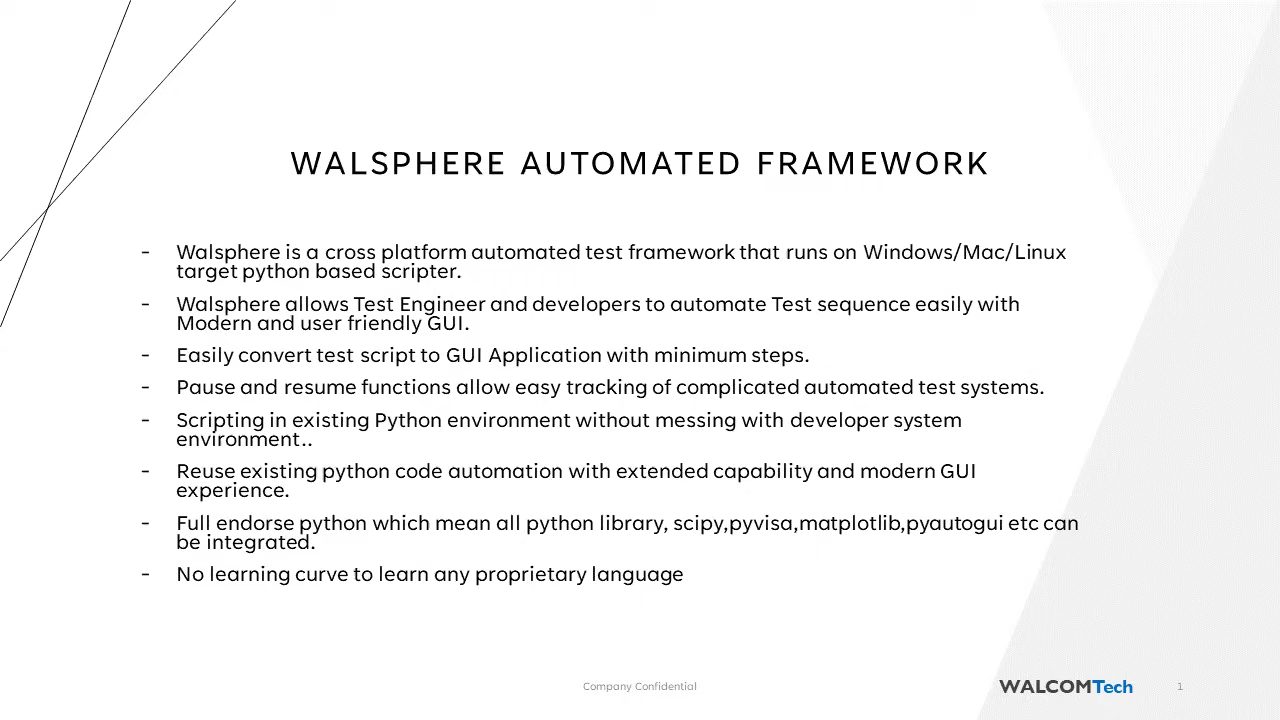 WALSPHERE AUTOMATED FRAMEWORK
- Walsphere is a cross platform automated test framework that runs on Windows/Mac/Linux
target python based scripter.
- Walsphere allows Test Engineer and developers to automate Test sequence easily with
Modern and user friendly GUI.
- Easily convert test script to GUI Application with minimum steps.
- Pause and resume functions allow easy tracking of complicated automated test systems.
- Scripting in existing Python environment without messing with developer system
environment..
- Reuse existing python code automation with extended capability and modern GUI
experience.
- Full endorse python which mean all python library, scipy,pyvisa,matplotlib,pyautogui etc can
be integrated.
- No learning curve to learn any proprietary language
Company Confidential
WALCOMTech
1